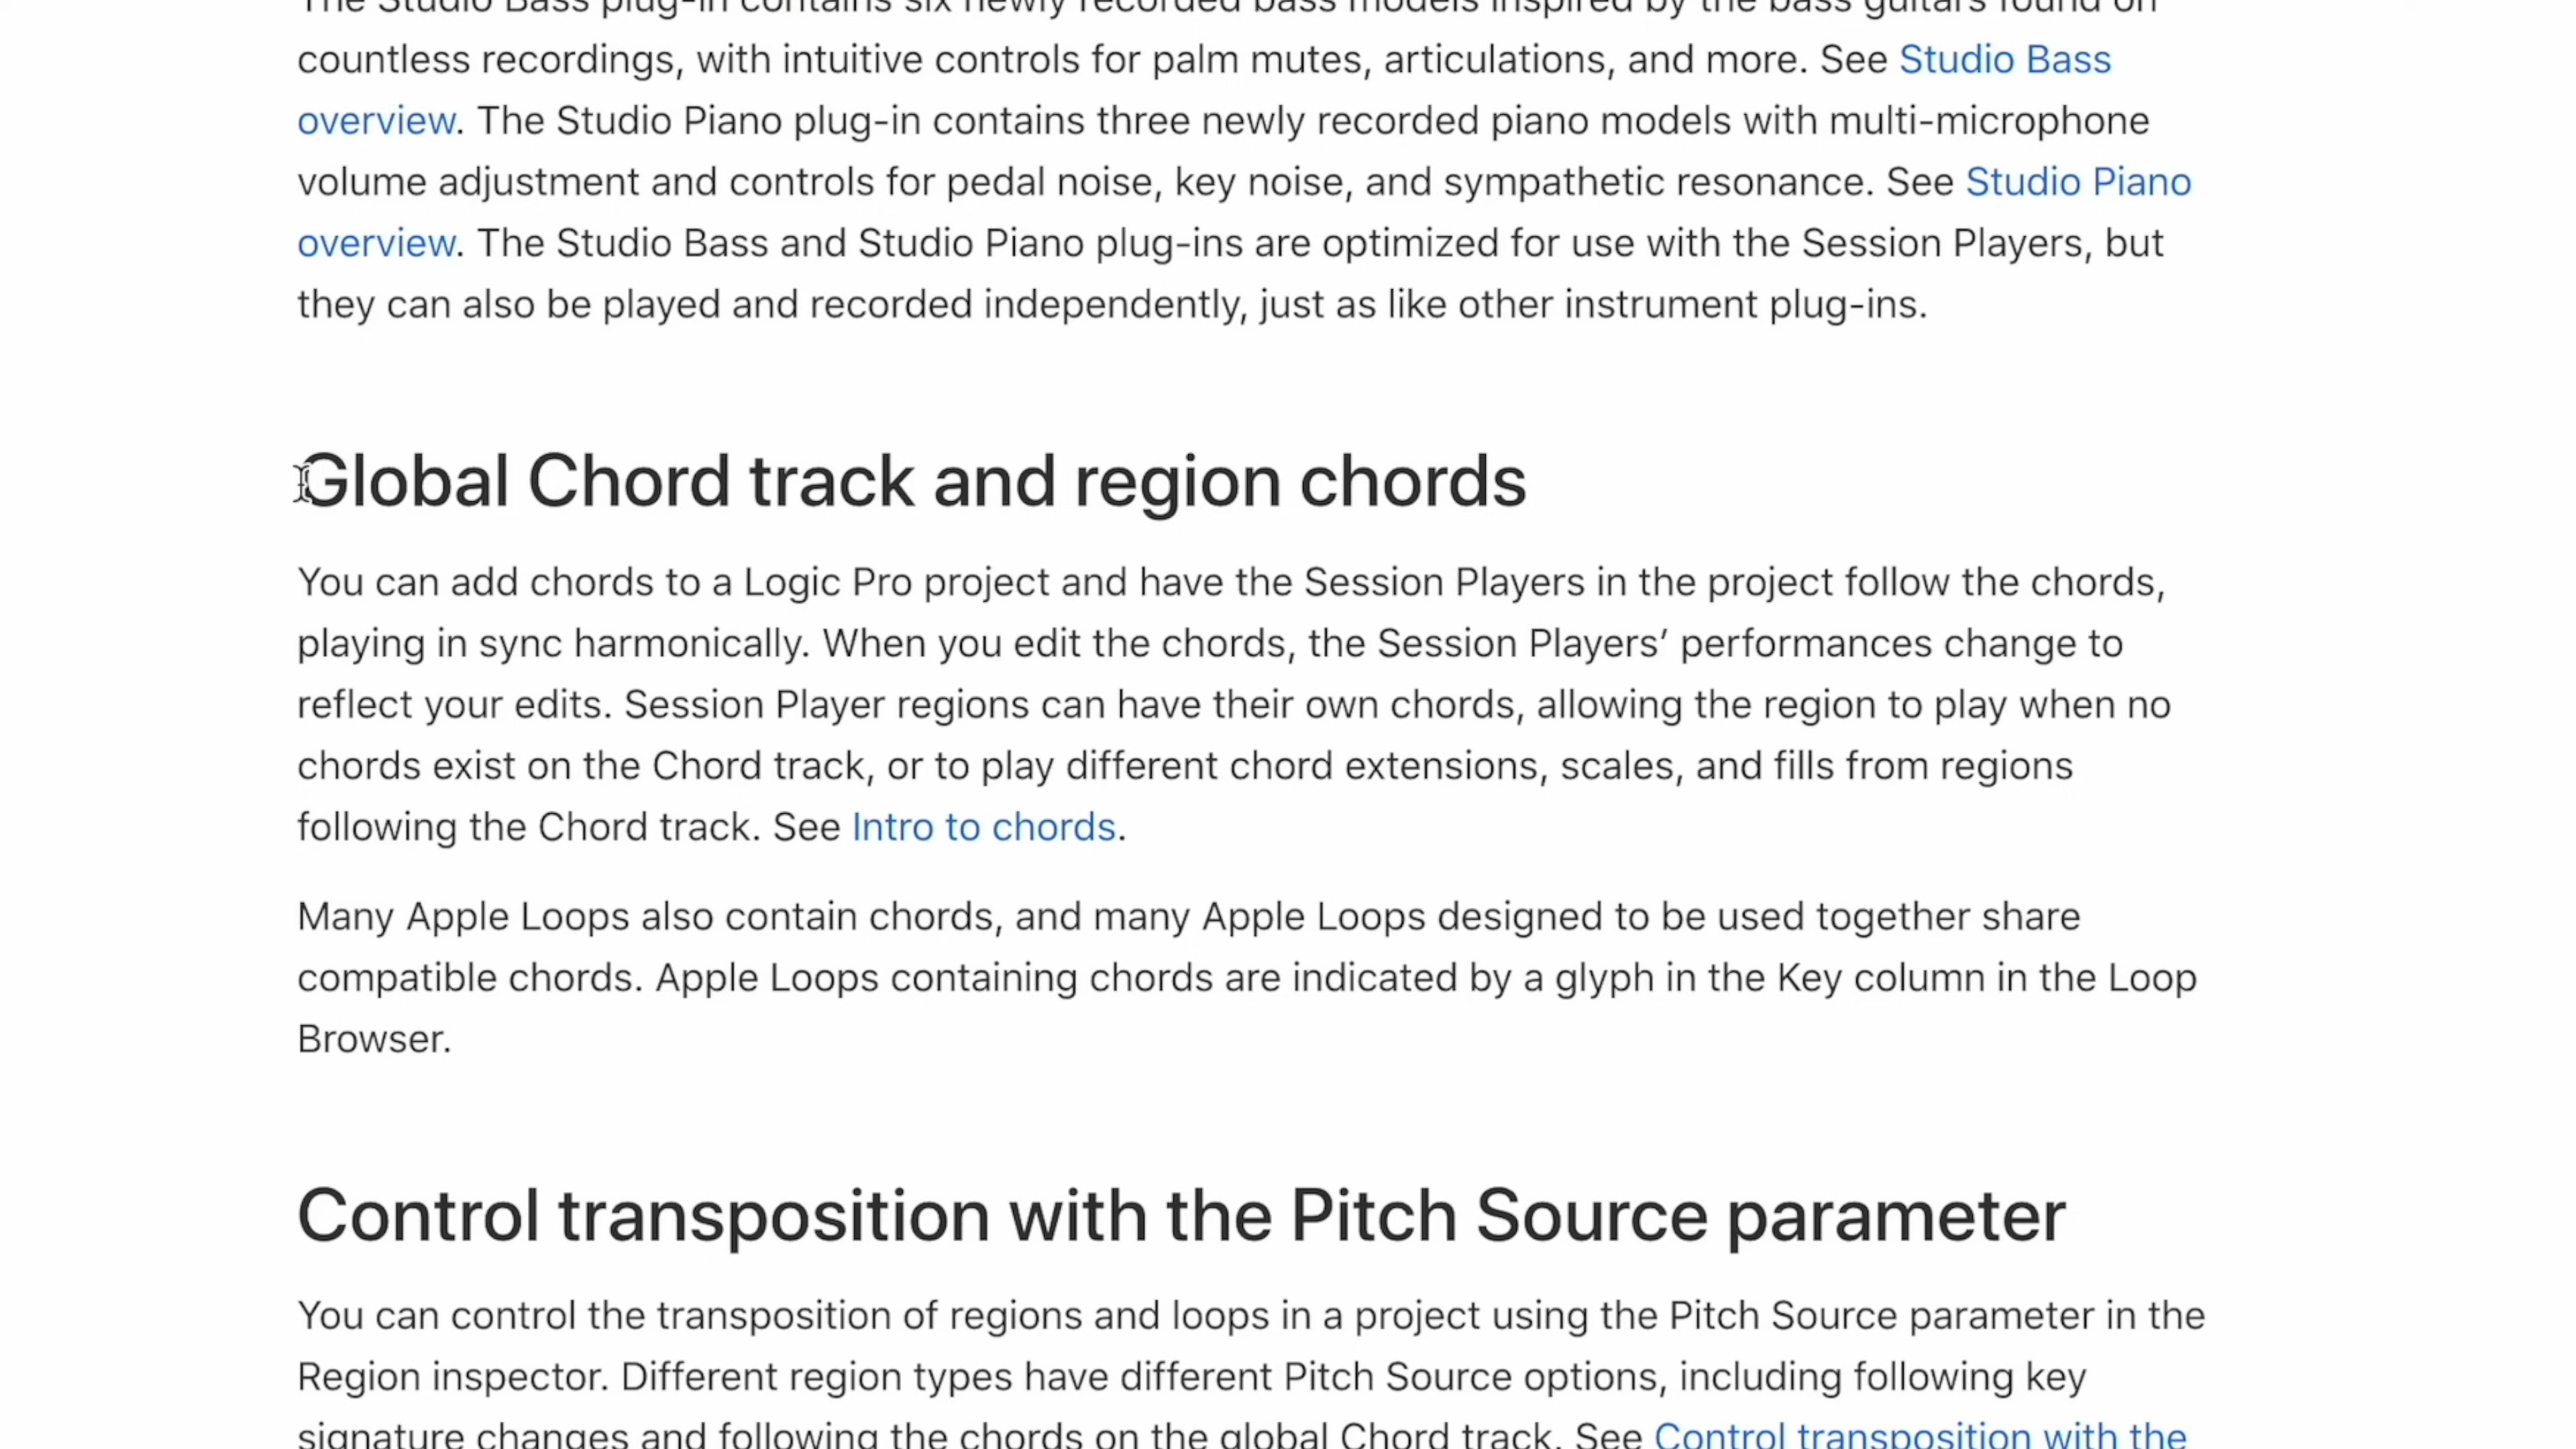 The Studio Bass plug-in contains six newly recorded bass models inspired by the bass guitars found on
countless recordings, with intuitive controls for palm mutes, articulations, and more. See Studio Bass
overview. The Studio Piano plug-in contains three newly recorded piano models with multi-microphone
volume adjustment and controls for pedal noise, key noise, and sympathetic resonance. See Studio Piano
overview. The Studio Bass and Studio Piano plug-ins are optimized for use with the Session Players, but
they can also be played and recorded independently, just as like other instrument plug-ins.
Global Chord track and region chords
You can add chords to a Logic Pro project and have the Session Players in the project follow the chords,
playing in sync harmonically. When you edit the chords, the Session Players’ performances change to
reflect your edits. Session Player regions can have their own chords, allowing the region to play when no
chords exist on the Chord track, or to play different chord extensions, scales, and fills from regions
following the Chord track. See Intro to chords.
Many Apple Loops also contain chords, and many Apple Loops designed to be used together share
compatible chords. Apple Loops containing chords are indicated by a glyph in the Key column in the Loop
Browser.
Control transposition with the Pitch Source parameter
You can control the transposition of regions and loops in a project using the Pitch Source parameter in the
Region inspector. Different region types have different Pitch Source options, including following key
signature changes and following the chords on the global Chord track. See Control transposition with the